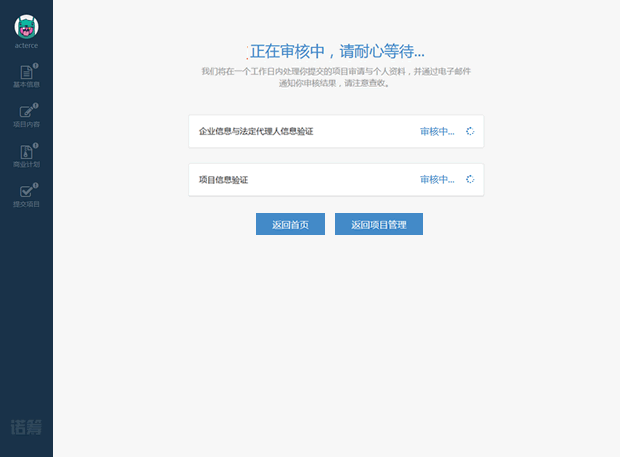 acterce
基本信息
项目内容
商业计划
提交项目
诺筹
正在审核中，请耐心等待...
我们将在一个工作日内处理你提交的项目审请与个人资料，并通过电子邮件
通知你审核结果，请注意查收。
企业信息与法定代理人信息验证 审核中...
项目信息验证 审核中...
返回首页 返回项目管理